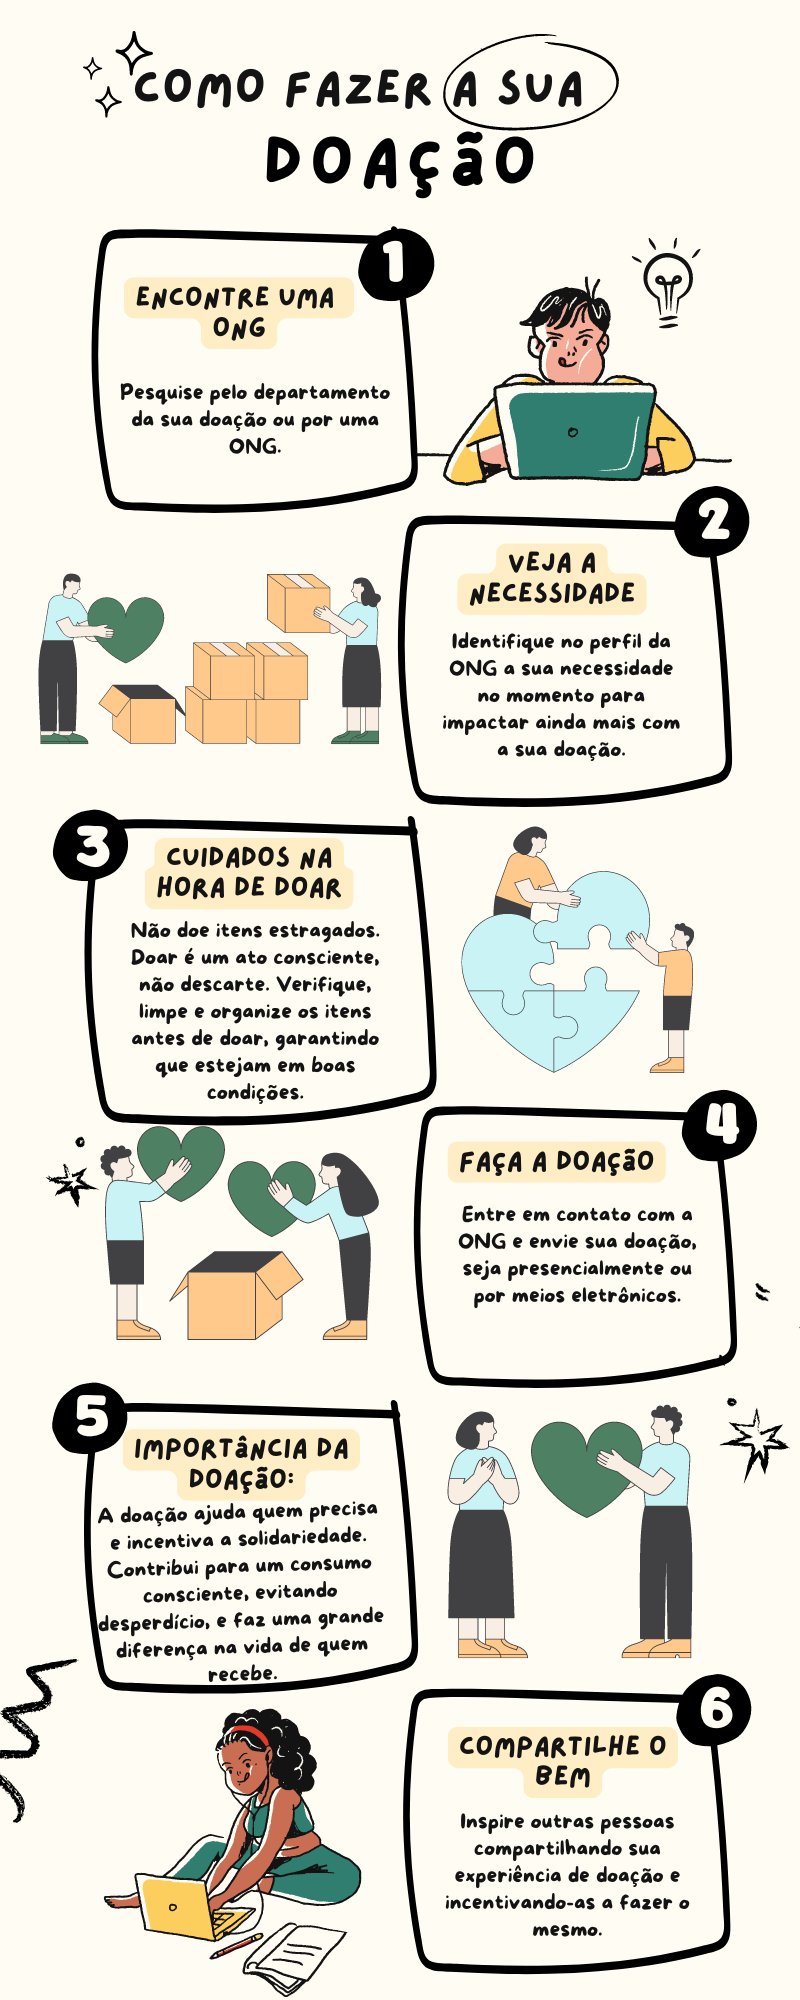 COMO FAZER A SUA
DOAÇÃO
1
ENCONTRE UMA
ONG
Pesquise pelo departamento
da sua doação ou por uma
ONG.
2
VEJA A
NECESSIDADE
Identifique no perfil da
ONG a sua necessidade
no momento para
impactar ainda mais com
a sua doação.
3
CUIDADOS NA
HORA DE DOAR
Não doe itens estragados.
Doar é um ato consciente,
não descarte. Verifique,
limpe e organize os itens
antes de doar, garantindo
que estejam em boas
condições.
4
FAÇA A DOAÇÃO
Entre em contato com a
ONG e envie sua doação,
seja presencialmente ou
por meios eletrônicos.
5
IMPORTÂNCIA DA
DOAÇÃO:
A doação ajuda quem precisa
e incentiva a solidariedade.
Contribui para um consumo
consciente, evitando
desperdício, e faz uma grande
diferença na vida de quem
recebe.
6
COMPARTILHE O
BEM
Inspire outras pessoas
compartilhando sua
experiência de doação e
incentivando-as a fazer o
mesmo.